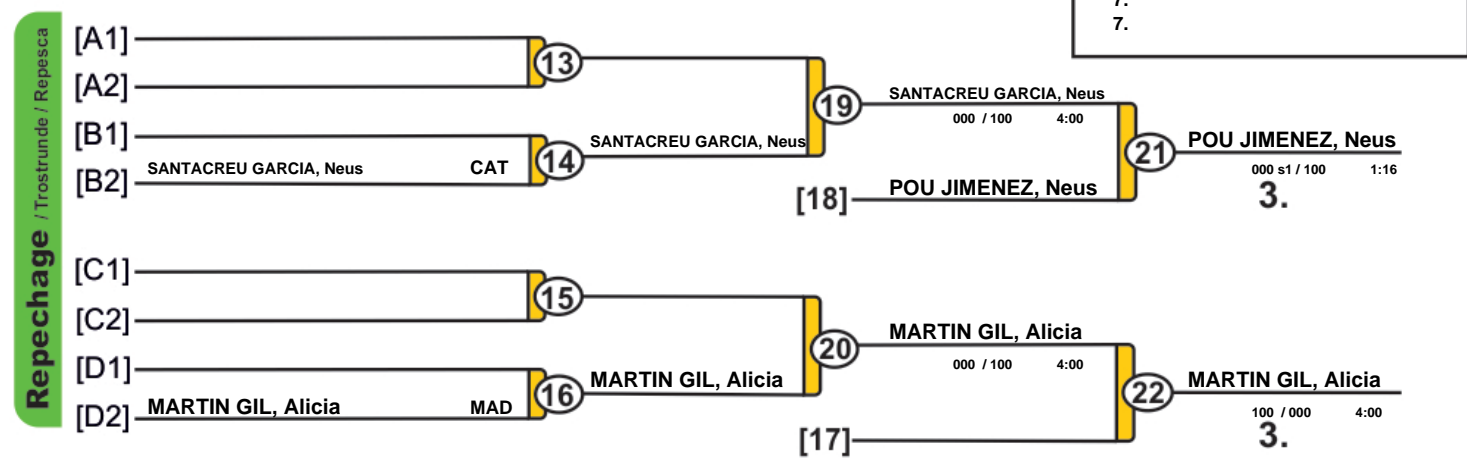 7.
7.
Repechage / Trostrunde / Repesca
[A1]
[A2]
13
[B1]
[B2] SANTACREU GARCIA, Neus CAT
14
SANTACREU GARCIA, Neus
19
SANTACREU GARCIA, Neus
000 / 100 4:00
[18] POU JIMENEZ, Neus
21
POU JIMENEZ, Neus
000 s1 / 100 1:16
3.
[C1]
[C2]
15
[D1]
[D2] MARTIN GIL, Alicia MAD
16
MARTIN GIL, Alicia
20
MARTIN GIL, Alicia
000 / 100 4:00
[17]
22
MARTIN GIL, Alicia
100 / 000 4:00
3.